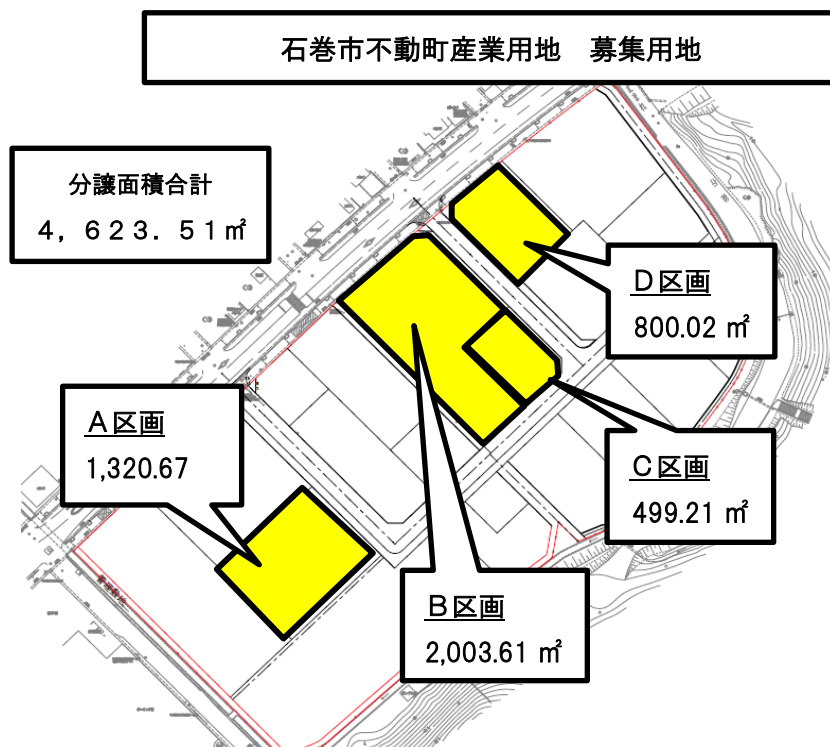 石巻市不動町産業用地　募集用地
分譲面積合計
４，６２３．５１㎡
Ｄ区画
800.02 ㎡
Ａ区画
1,320.67
Ｃ区画
499.21 ㎡
Ｂ区画
2,003.61 ㎡